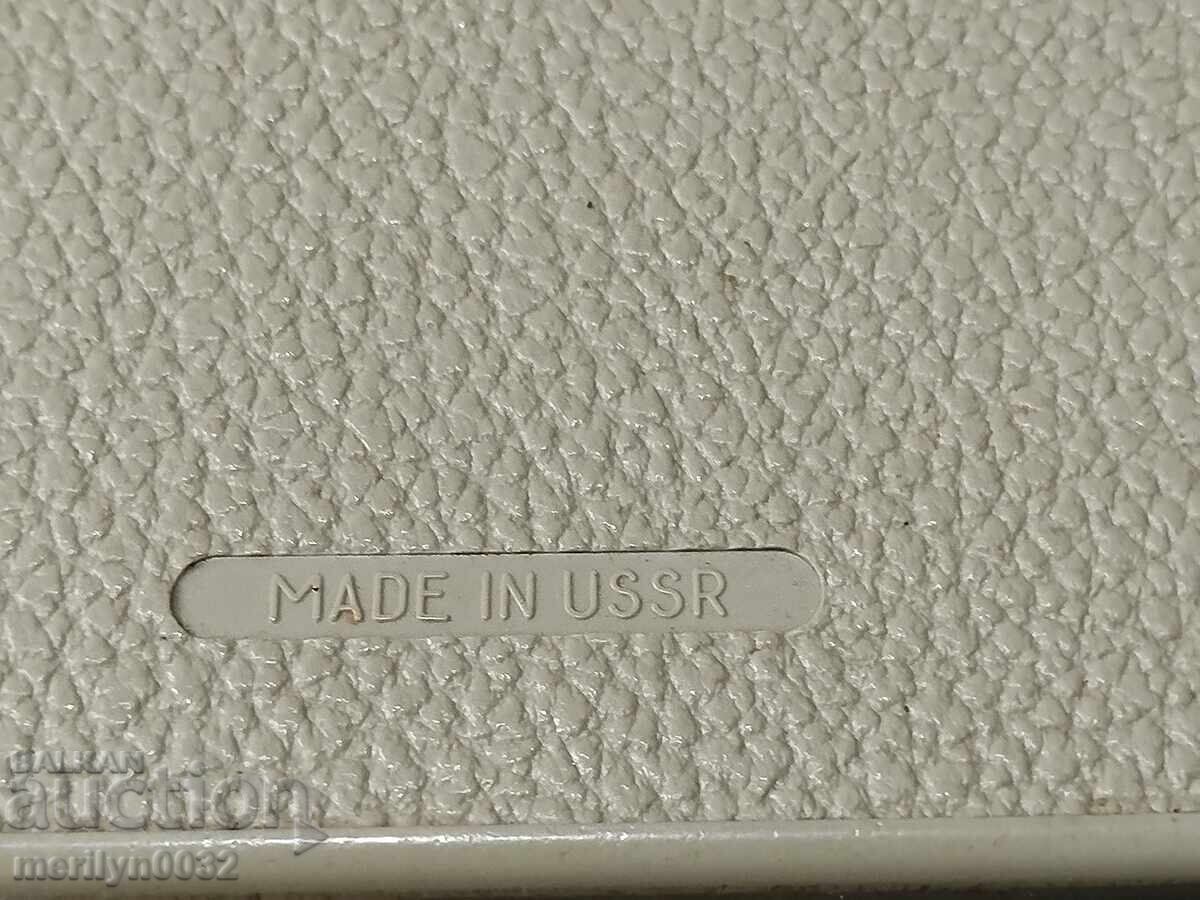 MADE IN USSR
BALKAN
auction
merilyn0032